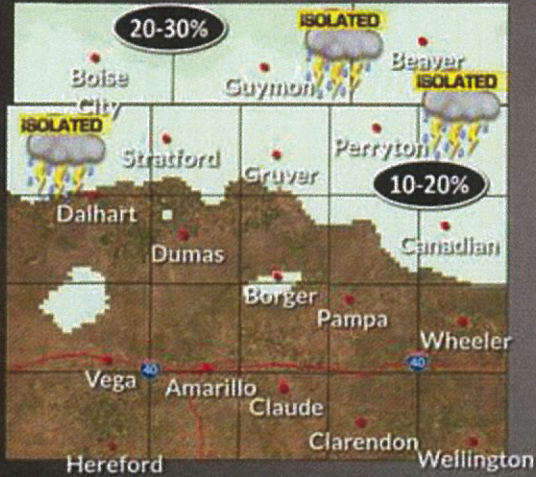 20-30%
ISOLATED
Beaver
Boise
City
Guymon
ISOLATED
ISOLATED
Stratford
Gruver
Perryton
10-20%
Dalhart
Canadian
Dumas
Borger
Pampa
Wheeler
Vega
40
Amarillo
40
Claude
Clarendon
Hereford
Wellington